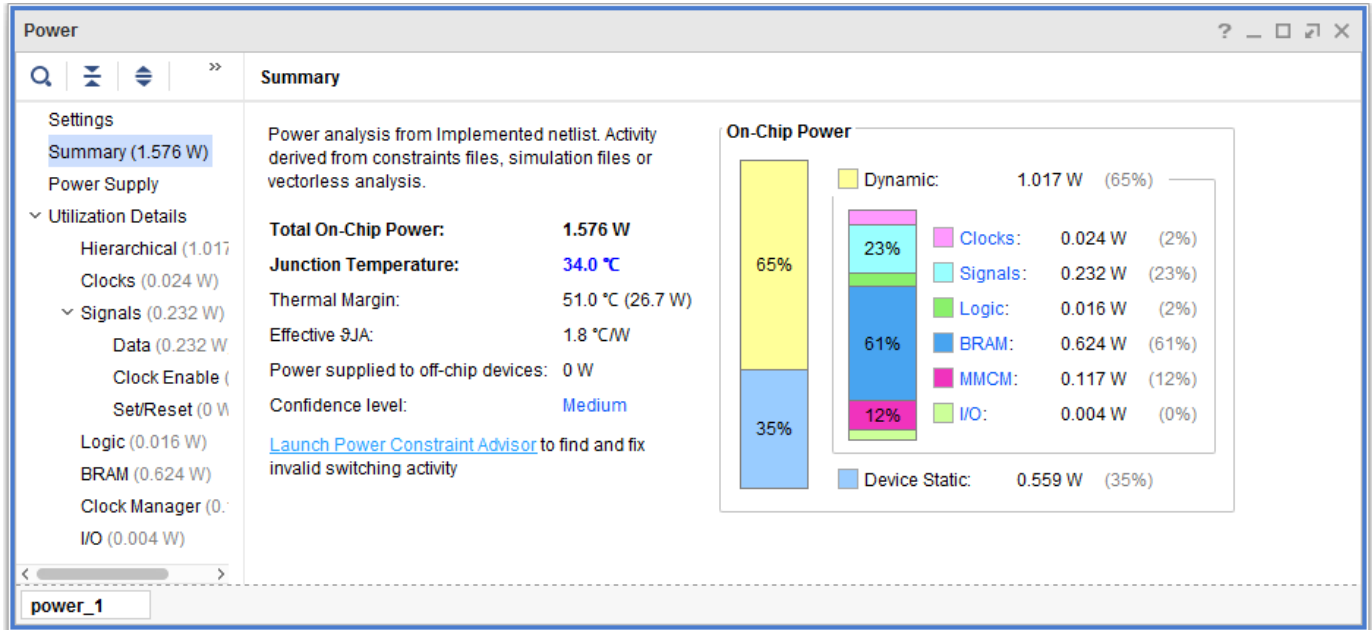 Power
Summary
Settings
Summary (1.576 W)
Power Supply
Utilization Details
Hierarchical (1.017
Clocks (0.024 W)
Signals (0.232 W)
Data (0.232 W
Clock Enable (
Set/Reset (0 W
Logic (0.016 W)
BRAM (0.624 W)
Clock Manager (0.
I/O (0.004 W)
Power analysis from Implemented netlist. Activity
derived from constraints files, simulation files or
vectorless analysis.
Total On-Chip Power: 1.576 W
Junction Temperature: 34.0 °C
Thermal Margin: 51.0 °C (26.7 W)
Effective ϑJA: 1.8 °C/W
Power supplied to off-chip devices: 0 W
Confidence level: Medium
Launch Power Constraint Advisor to find and fix
invalid switching activity
On-Chip Power
65%
35%
Dynamic: 1.017 W (65%)
23%
61%
12%
Clocks: 0.024 W (2%)
Signals: 0.232 W (23%)
Logic: 0.016 W (2%)
BRAM: 0.624 W (61%)
MMCM: 0.117 W (12%)
I/O: 0.004 W (0%)
Device Static: 0.559 W (35%)
power_1